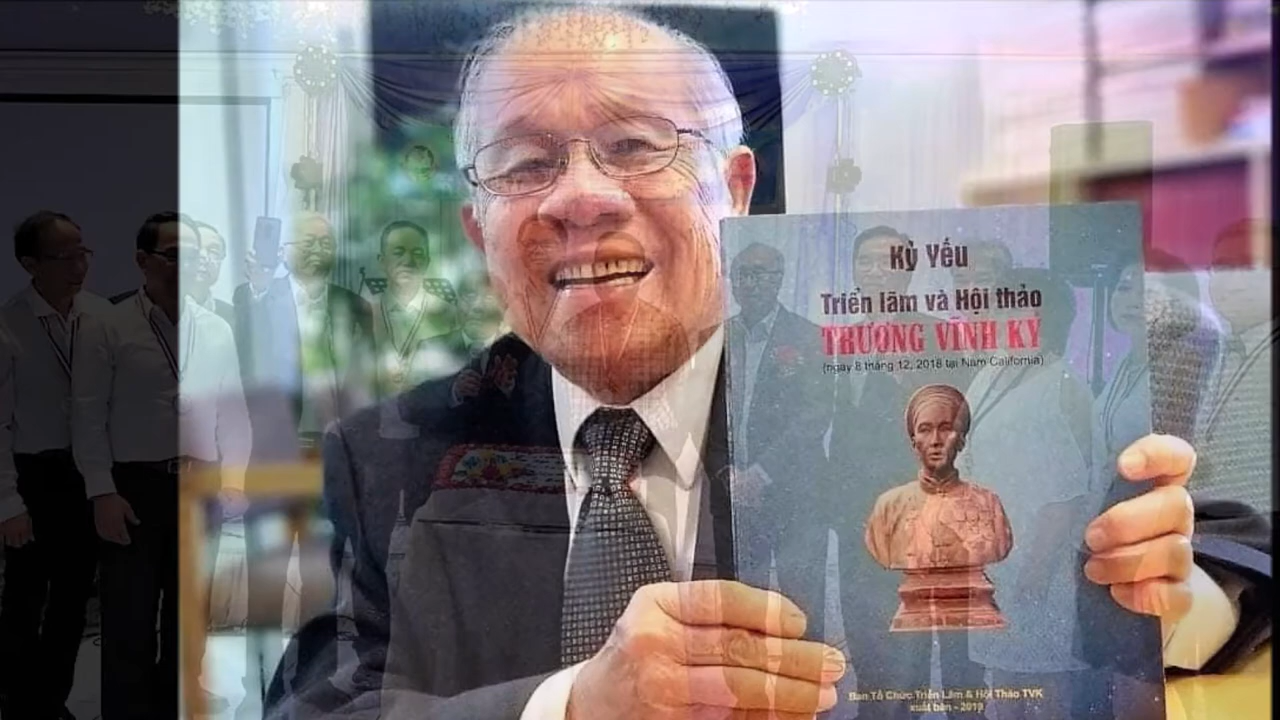 Kỷ Yếu
Triển lãm và Hội thảo
TRƯƠNG VĨNH KÝ
(ngày 8 tháng 12, 2018 tại Nam California)
Ban Tổ Chức Triển Lãm & Hội Thảo TVK
xuất bản - 2019